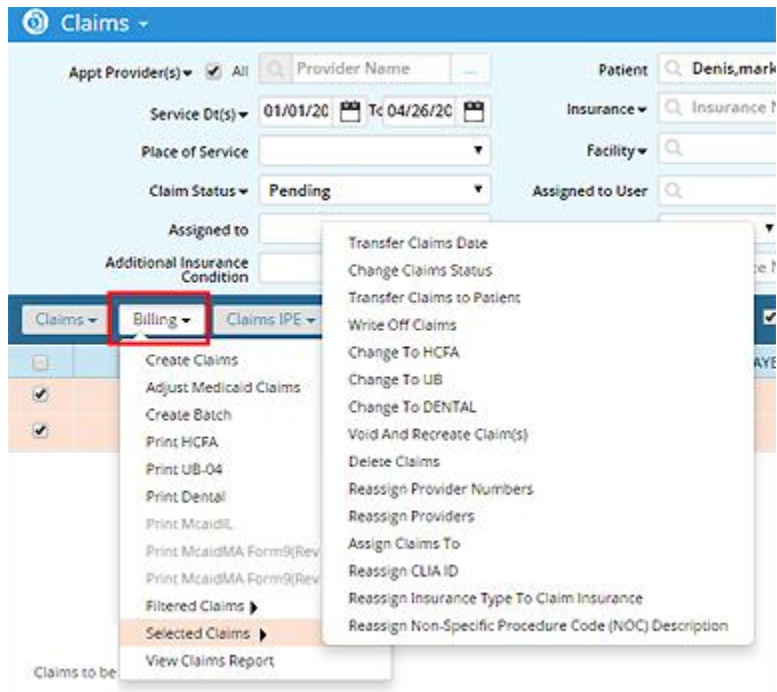 Claims
Appt Provider(s) All Provider Name ... Patient Denis,mark
Service Dt(s) 01/01/20 To 04/26/20 Insurance Insurance
Place of Service Facility
Claim Status Pending Assigned to User
Assigned to
Additional Insurance
Condition
Claims Billing Claims IPE
Create Claims
Adjust Medicaid Claims
Create Batch
Print HCFA
Print UB-04
Print Dental
Print McaidIL
Print McaidMA Form9(Rev
Print McaidMA Form9(Rev
Filtered Claims
Selected Claims
View Claims Report
Transfer Claims Date
Change Claims Status
Transfer Claims to Patient
Write Off Claims
Change To HCFA
Change To UB
Change To DENTAL
Void And Recreate Claim(s)
Delete Claims
Reassign Provider Numbers
Reassign Providers
Assign Claims To
Reassign CLIA ID
Reassign Insurance Type To Claim Insurance
Reassign Non-Specific Procedure Code (NOC) Description
Claims to be